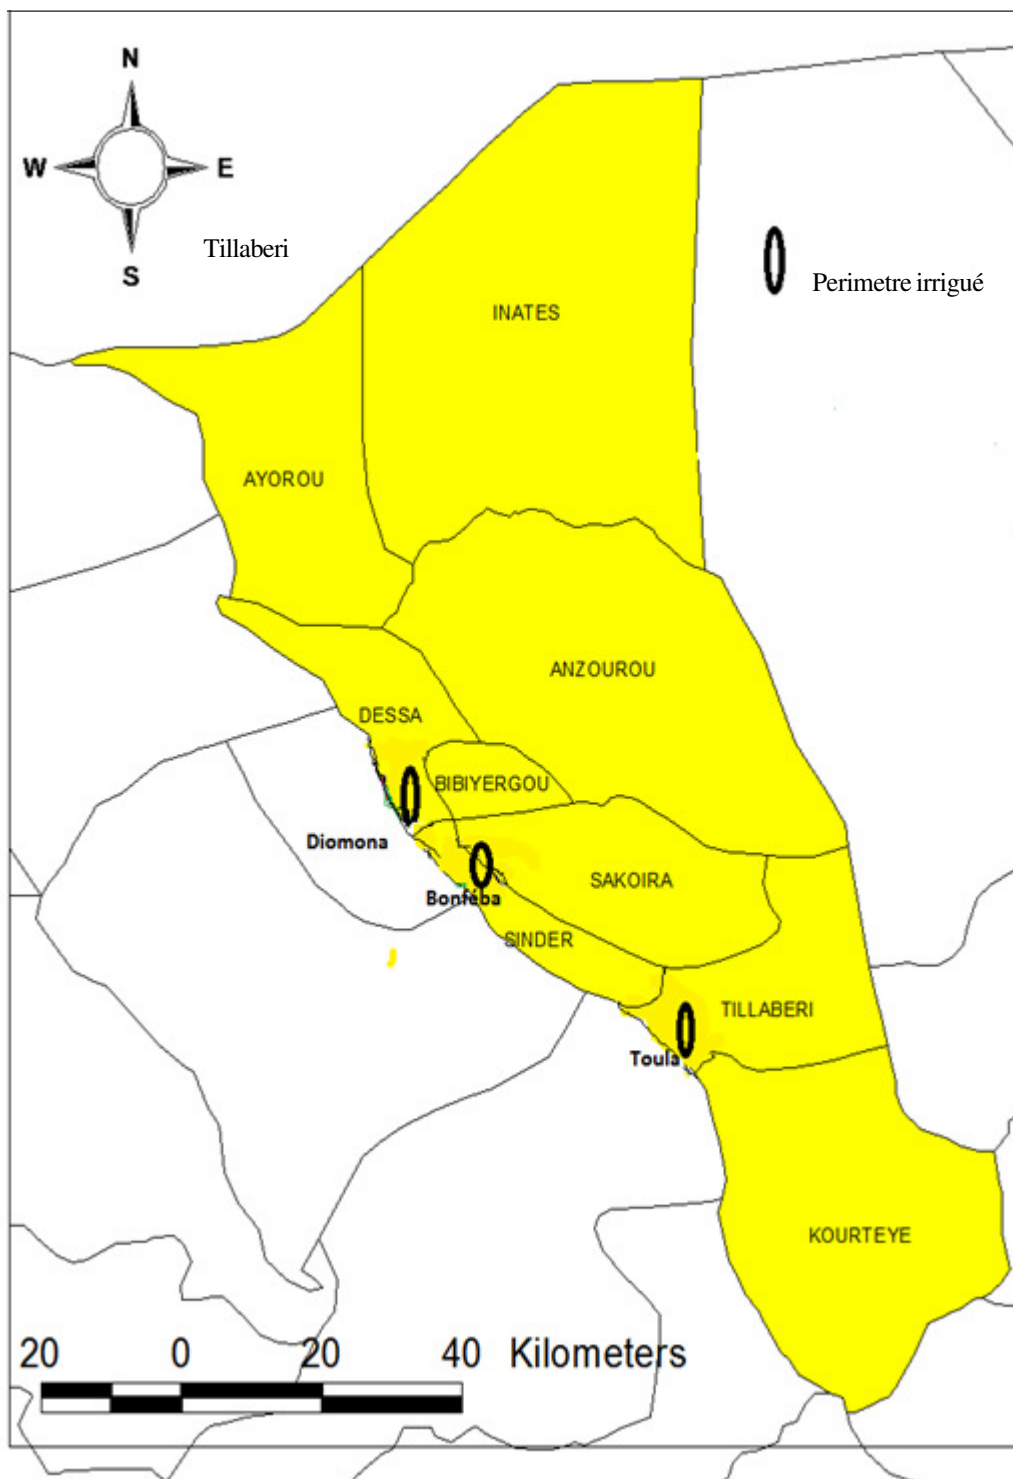 N
W E
S
Tillaberi
Perimetre irrigué
INATES
AYOROU
ANZOUROU
DESSA
BIBIYERGOU
Diomona
SAKOIRA
Bonféba
SINDER
TILLABERI
Toula
KOURTEYE
20 0 20 40 Kilometers